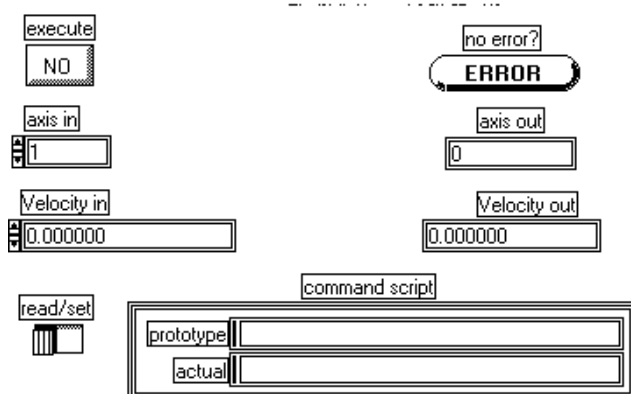 execute
no error?
NO
ERROR
axis in
axis out
1
0
Velocity in
Velocity out
0.000000
0.000000
command script
read/set
prototype
actual